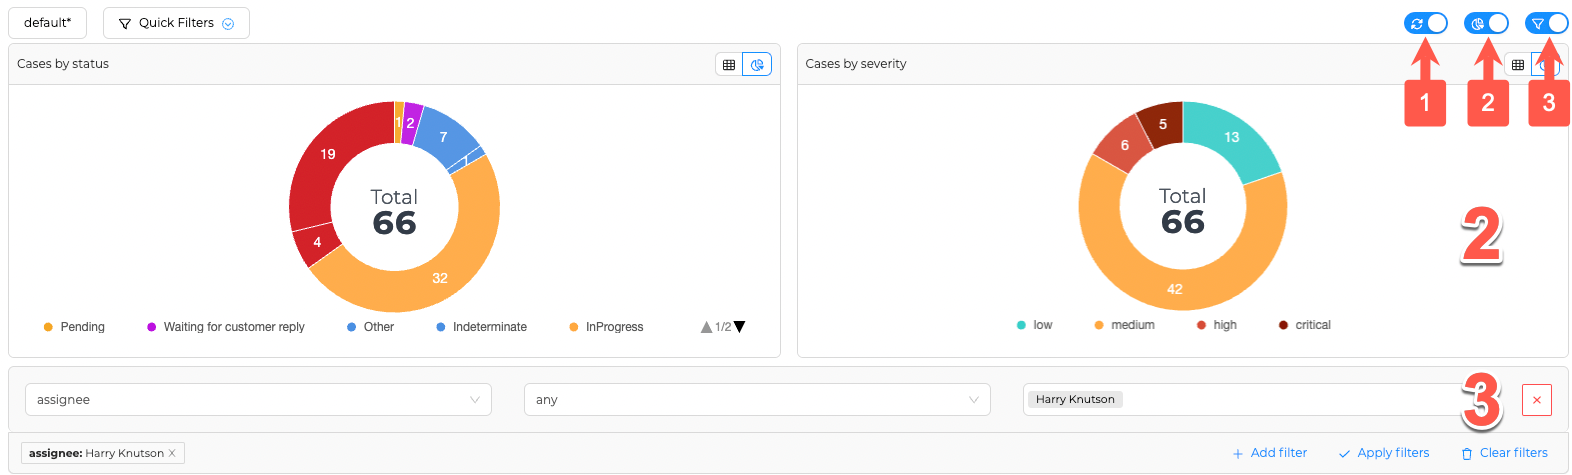 default*
Quick Filters
Cases by status
Cases by severity
1
2
3
1
2
7
1
19
4
32
Total
66
5
13
6
42
Total
66
2
Pending
Waiting for customer reply
Other
Indeterminate
InProgress
1/2
low
medium
high
critical
assignee
any
Harry Knutson
3
assignee: Harry Knutson
Add filter
Apply filters
Clear filters